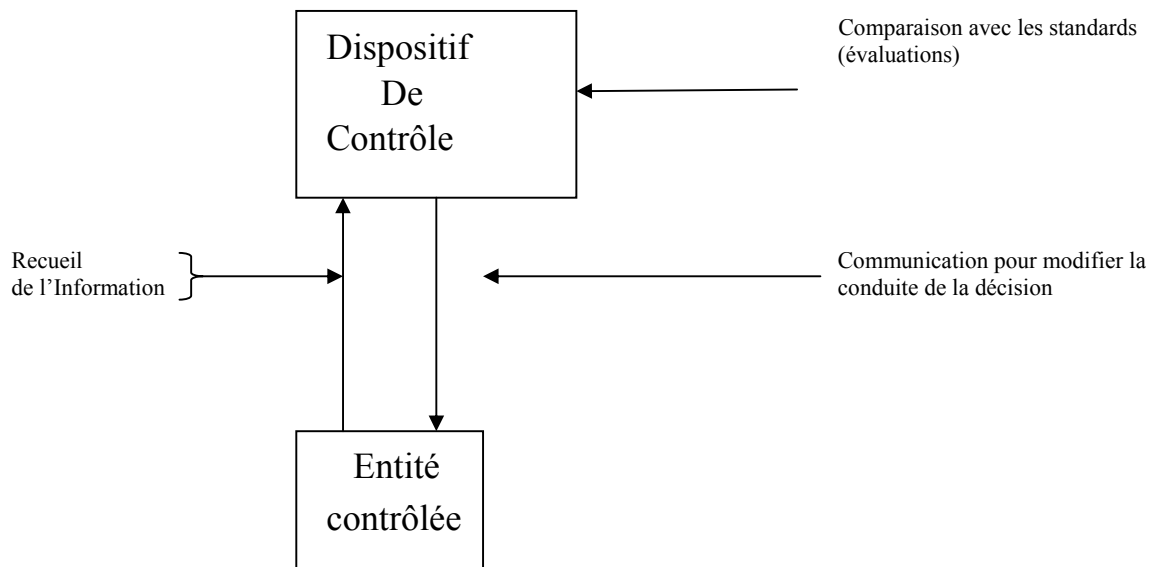 Dispositif
De
Contrôle
Comparaison avec les standards
(évaluations)
Recueil
de l’Information
Communication pour modifier la
conduite de la décision
Entité
contrôlée